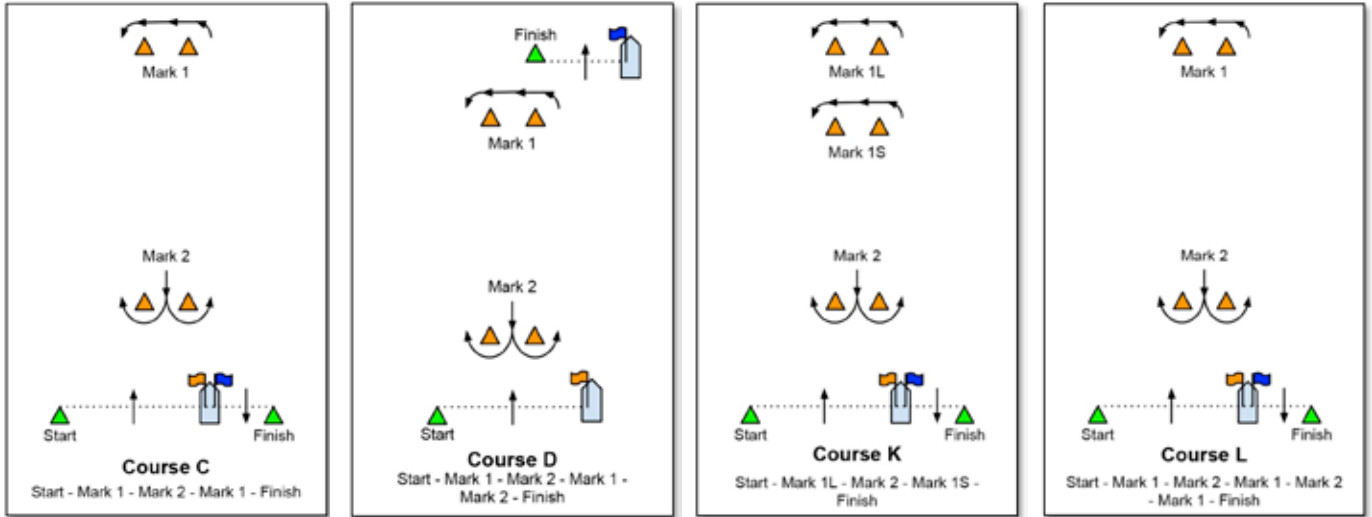 Mark 1
Mark 2
Start
Finish
Course C
Start - Mark 1 - Mark 2 - Mark 1 - Finish
Finish
Mark 1
Mark 2
Start
Course D
Start - Mark 1 - Mark 2 - Mark 1 -
Mark 2 - Finish
Mark 1L
Mark 1S
Mark 2
Start
Finish
Course K
Start - Mark 1L - Mark 2 - Mark 1S -
Finish
Mark 1
Mark 2
Start
Finish
Course L
Start - Mark 1 - Mark 2 - Mark 1 - Mark 2
- Mark 1 - Finish